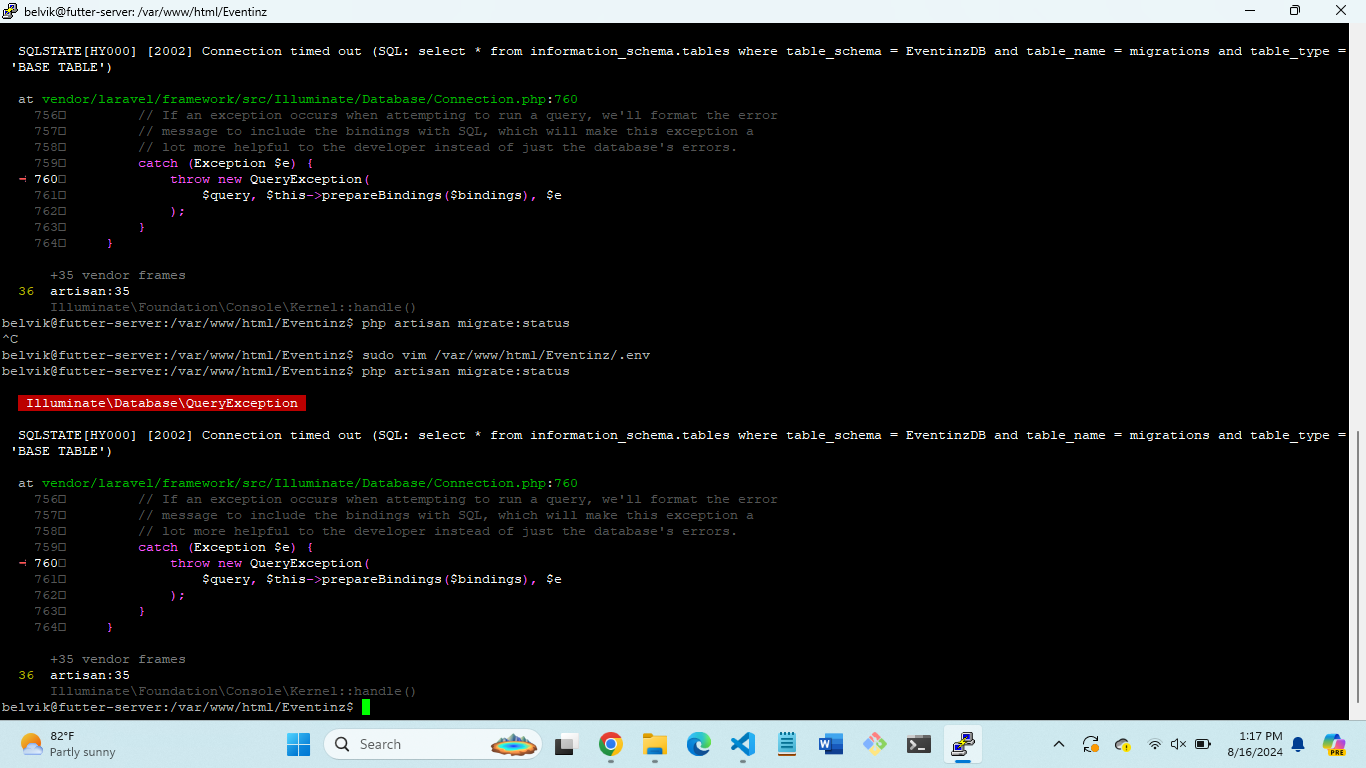 belvik@futter-server: /var/www/html/Eventinz
SQLSTATE[HY000] [2002] Connection timed out (SQL: select * from information_schema.tables where table_schema = EventinzDB and table_name = migrations and table_type =
'BASE TABLE')
at vendor/laravel/framework/src/Illuminate/Database/Connection.php:760
756 // If an exception occurs when attempting to run a query, we'll format the error
757 // message to include the bindings with SQL, which will make this exception a
758 // lot more helpful to the developer instead of just the database's errors.
759 catch (Exception $e) {
760 throw new QueryException(
761 $query, $this->prepareBindings($bindings), $e
762 );
763 }
764 }
+35 vendor frames
36 artisan:35
Illuminate\Foundation\Console\Kernel::handle()
belvik@futter-server:/var/www/html/Eventinz$ php artisan migrate:status
^C
belvik@futter-server:/var/www/html/Eventinz$ sudo vim /var/www/html/Eventinz/.env
belvik@futter-server:/var/www/html/Eventinz$ php artisan migrate:status
Illuminate\Database\QueryException
SQLSTATE[HY000] [2002] Connection timed out (SQL: select * from information_schema.tables where table_schema = EventinzDB and table_name = migrations and table_type =
'BASE TABLE')
at vendor/laravel/framework/src/Illuminate/Database/Connection.php:760
756 // If an exception occurs when attempting to run a query, we'll format the error
757 // message to include the bindings with SQL, which will make this exception a
758 // lot more helpful to the developer instead of just the database's errors.
759 catch (Exception $e) {
760 throw new QueryException(
761 $query, $this->prepareBindings($bindings), $e
762 );
763 }
764 }
+35 vendor frames
36 artisan:35
Illuminate\Foundation\Console\Kernel::handle()
belvik@futter-server:/var/www/html/Eventinz$
82°F
Partly sunny
Search
1:17 PM
8/16/2024
PRE